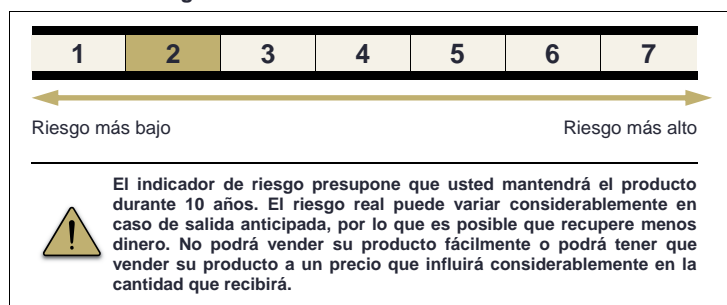 1 2 3 4 5 6 7
Riesgo más bajo Riesgo más alto
El indicador de riesgo presupone que usted mantendrá el producto
durante 10 años. El riesgo real puede variar considerablemente en
caso de salida anticipada, por lo que es posible que recupere menos
dinero. No podrá vender su producto fácilmente o podrá tener que
vender su producto a un precio que influirá considerablemente en la
cantidad que recibirá.